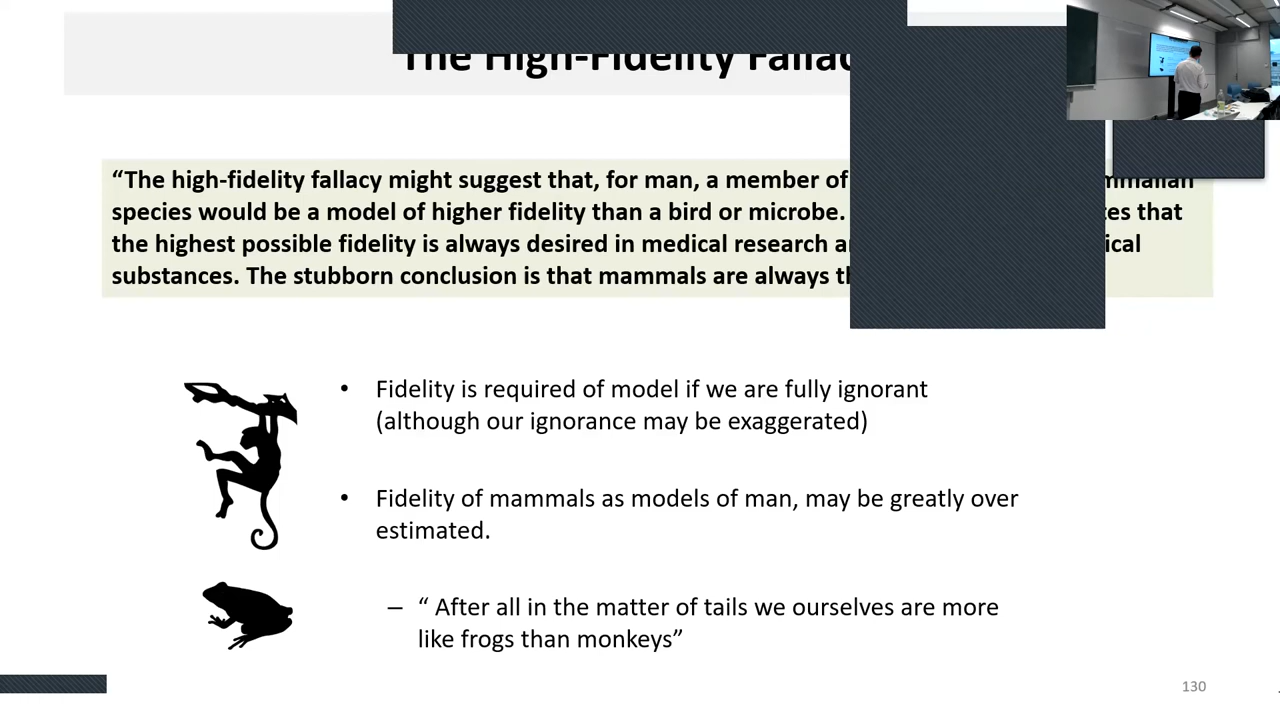 The High-Fidelity
“The high-fidelity fallacy might suggest that, for man, a member of
species would be a model of higher fidelity than a bird or microbe. that
the highest possible fidelity is always desired in medical research
substances. The stubborn conclusion is that mammals are always
• Fidelity is required of model if we are fully ignorant
(although our ignorance may be exaggerated)
• Fidelity of mammals as models of man, may be greatly over
estimated.
– “ After all in the matter of tails we ourselves are more
like frogs than monkeys”
130